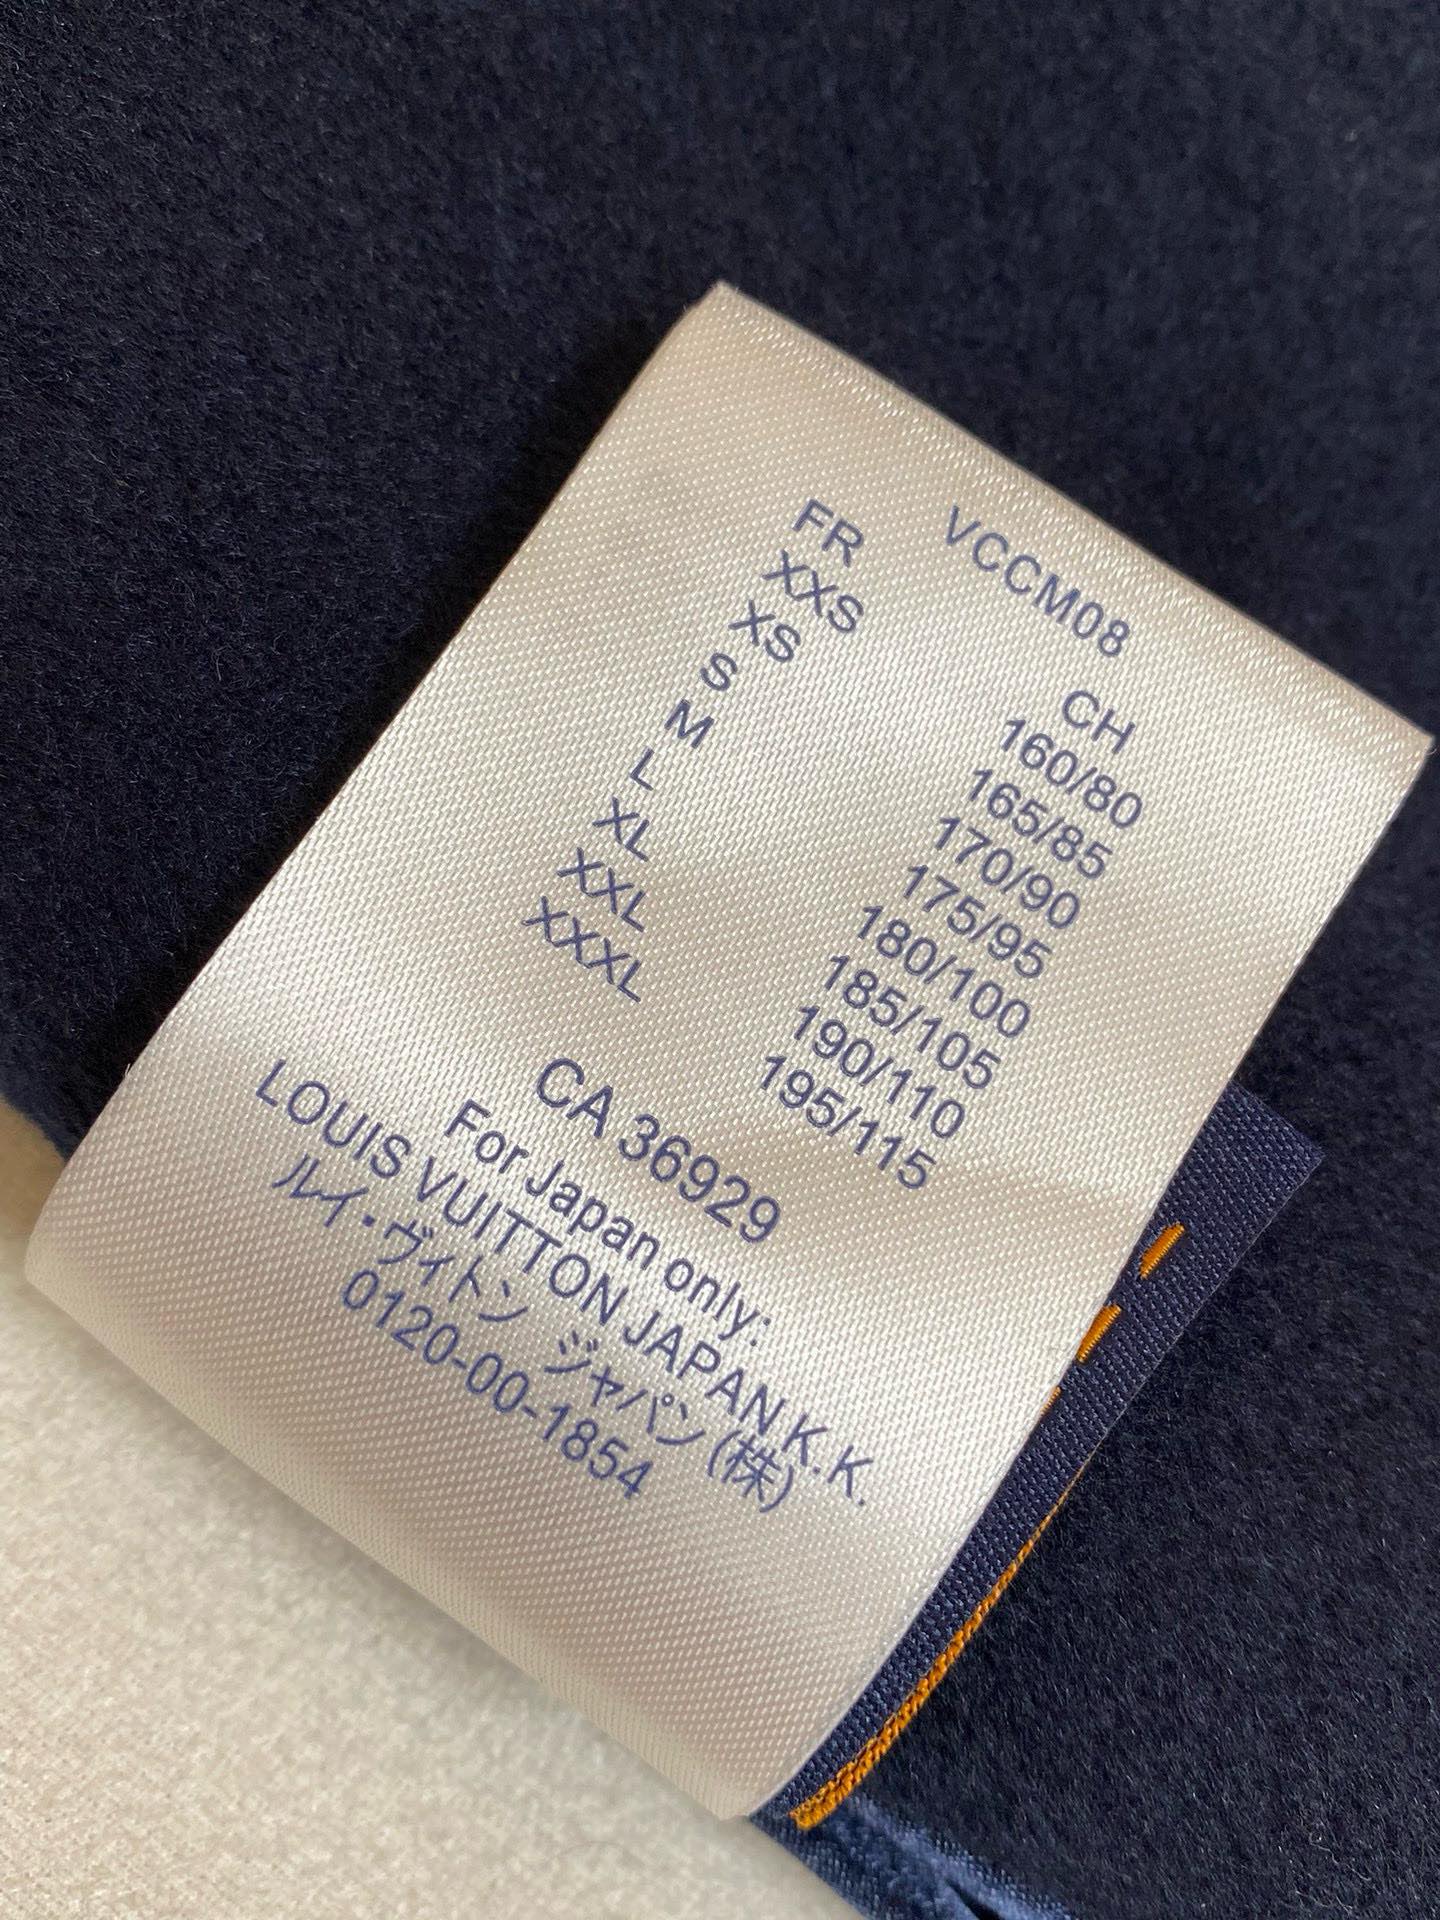 VCCM08
FR CH
XXS 160/80
XS 165/85
S 170/90
M 175/95
L 180/100
XL 185/105
XXL 190/110
XXXL 195/115
CA 36929
For Japan only:
LOUIS VUITTON JAPAN K.K.
ルイ・ヴィトン ジャパン (株)
0120-00-1854